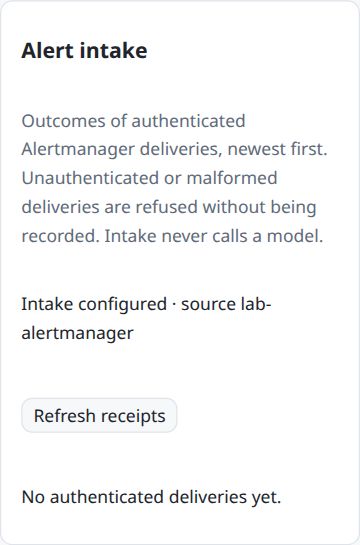 Alert intake
Outcomes of authenticated
Alertmanager deliveries, newest first.
Unauthenticated or malformed
deliveries are refused without being
recorded. Intake never calls a model.
Intake configured · source lab-
alertmanager
Refresh receipts
No authenticated deliveries yet.